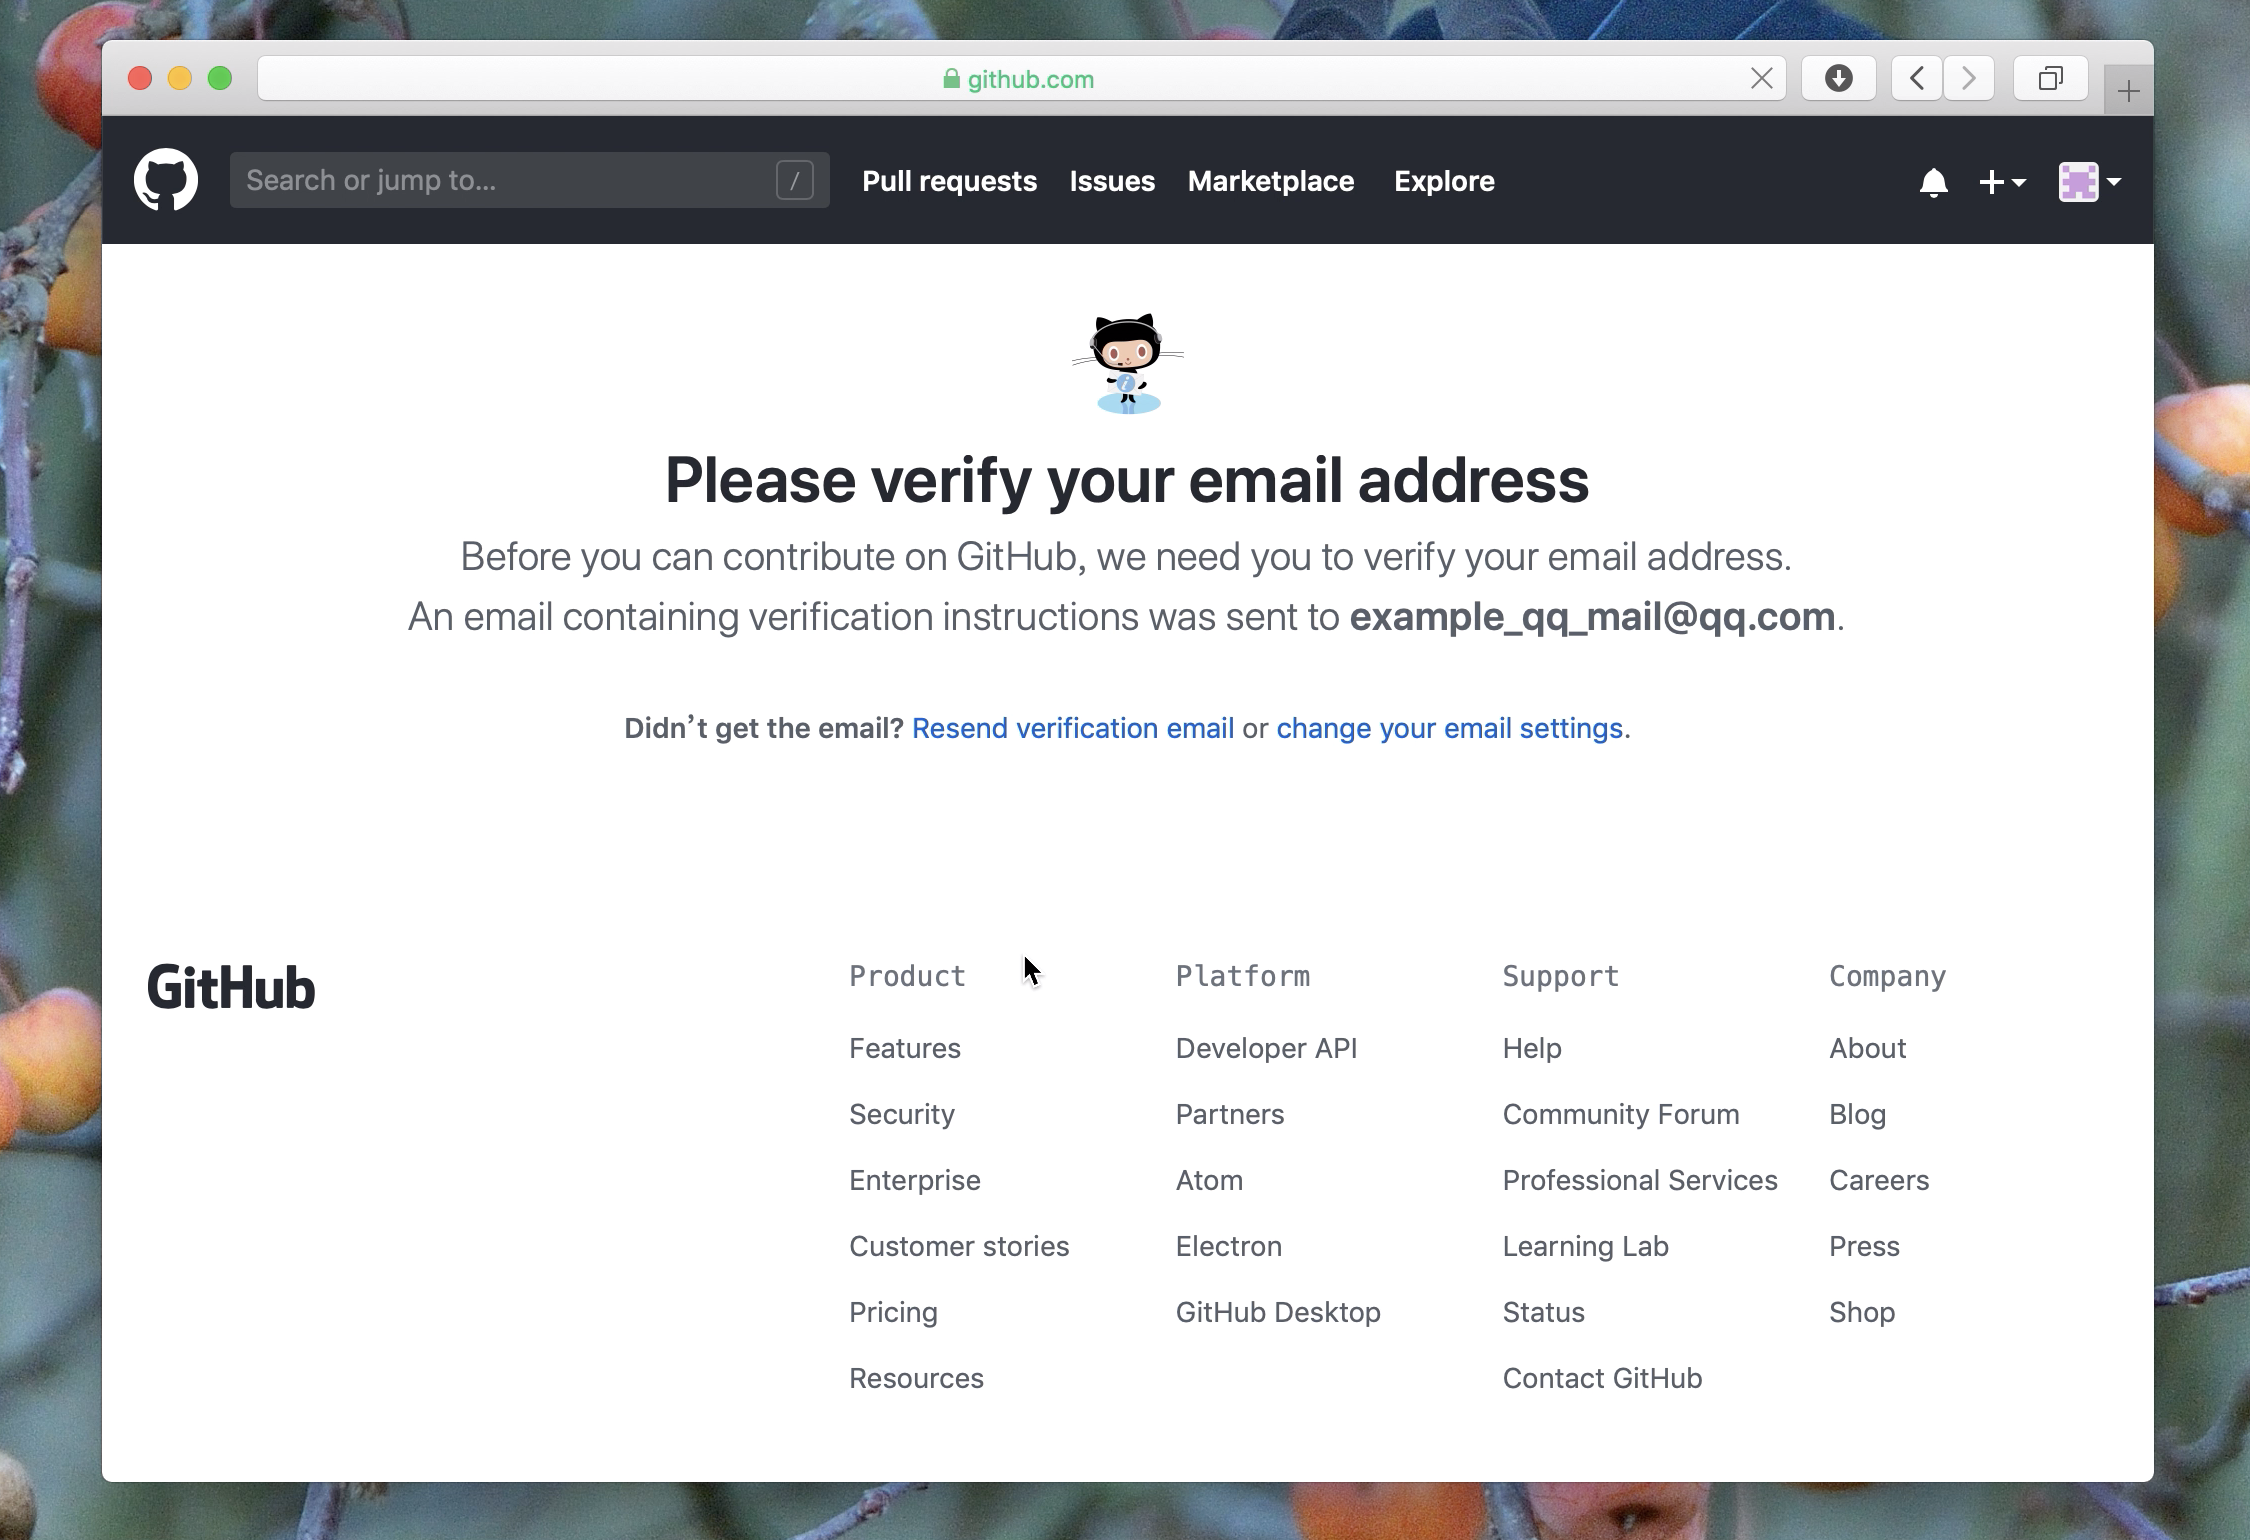 github.com
Search or jump to...
/
Pull requests
Issues
Marketplace
Explore
Please verify your email address
Before you can contribute on GitHub, we need you to verify your email address.
An email containing verification instructions was sent to example_qq_mail@qq.com.
Didn’t get the email? Resend verification email or change your email settings.
GitHub
Product
Features
Security
Enterprise
Customer stories
Pricing
Resources
Platform
Developer API
Partners
Atom
Electron
GitHub Desktop
Support
Help
Community Forum
Professional Services
Learning Lab
Status
Contact GitHub
Company
About
Blog
Careers
Press
Shop